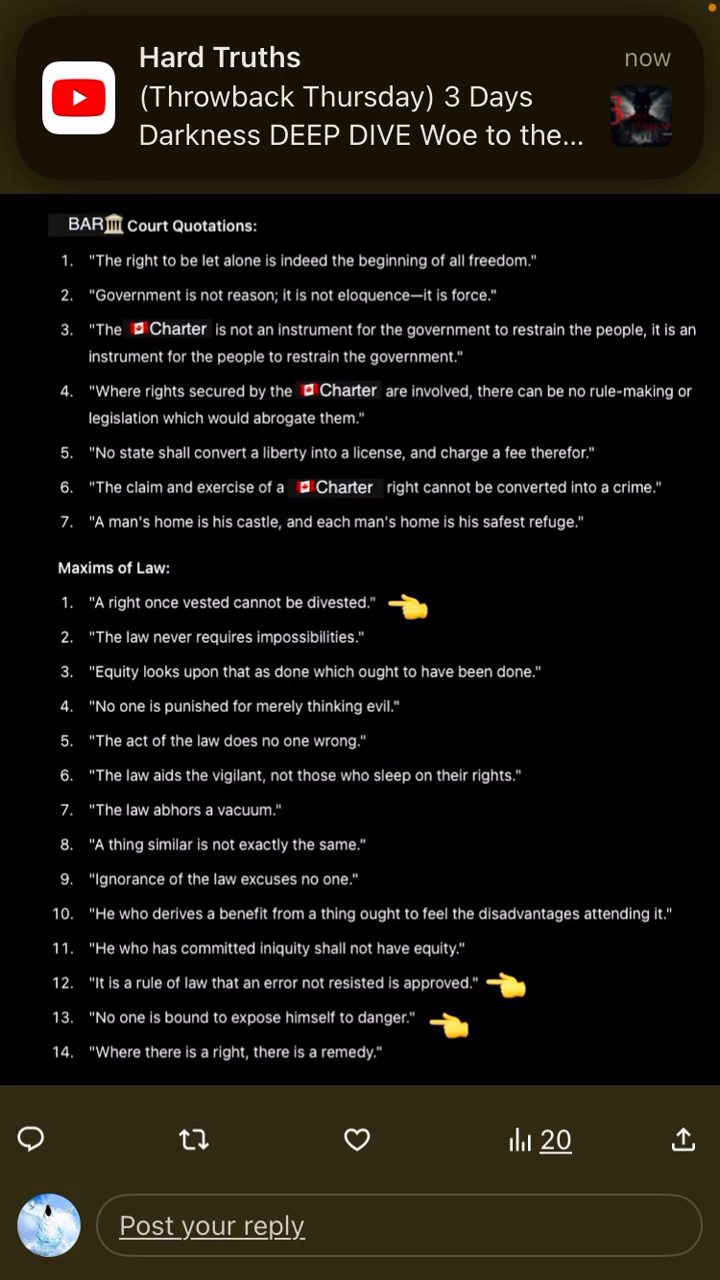 Hard Truths
now
(Throwback Thursday) 3 Days
Darkness DEEP DIVE Woe to the...
BAR🏛 Court Quotations:
1. "The right to be let alone is indeed the beginning of all freedom."
2. "Government is not reason; it is not eloquence—it is force."
3. "The 🇨🇦Charter is not an instrument for the government to restrain the people, it is an
instrument for the people to restrain the government."
4. "Where rights secured by the 🇨🇦Charter are involved, there can be no rule-making or
legislation which would abrogate them."
5. "No state shall convert a liberty into a license, and charge a fee therefor."
6. "The claim and exercise of a 🇨🇦Charter right cannot be converted into a crime."
7. "A man's home is his castle, and each man's home is his safest refuge."
Maxims of Law:
1. "A right once vested cannot be divested." 👈
2. "The law never requires impossibilities."
3. "Equity looks upon that as done which ought to have been done."
4. "No one is punished for merely thinking evil."
5. "The act of the law does no one wrong."
6. "The law aids the vigilant, not those who sleep on their rights."
7. "The law abhors a vacuum."
8. "A thing similar is not exactly the same."
9. "Ignorance of the law excuses no one."
10. "He who derives a benefit from a thing ought to feel the disadvantages attending it."
11. "He who has committed iniquity shall not have equity."
12. "It is a rule of law that an error not resisted is approved." 👈
13. "No one is bound to expose himself to danger." 👈
14. "Where there is a right, there is a remedy."
20
Post your reply